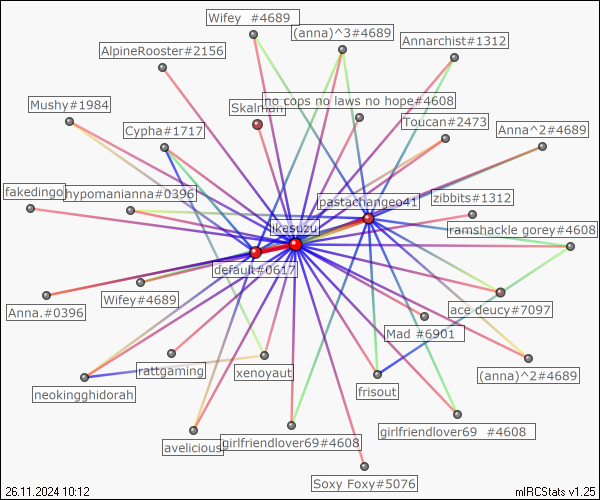 Wifey  #4689
(anna)^3#4689
Annarchist#1312
AlpineRooster#2156
Mushy#1984
Skalman
no cops no laws no hope#4608
Toucan#2473
Cypha#1717
Anna^2#4689
fakedingo
hypomanianna#0396
pastachangeo41
zibbits#1312
likesuzuj
ramshackle gorey#4608
default#0617
Anna.#0396
Wifey#4689
ace deucy#7097
Mad #6901
rattgaming
xenoyaut
(anna)^2#4689
neokingghidorah
frisout
avelicious
girlfriendlover69#4608
girlfriendlover69  #4608
Soxy Foxy#5076
26.11.2024 10:12
mIRCStats v1.25